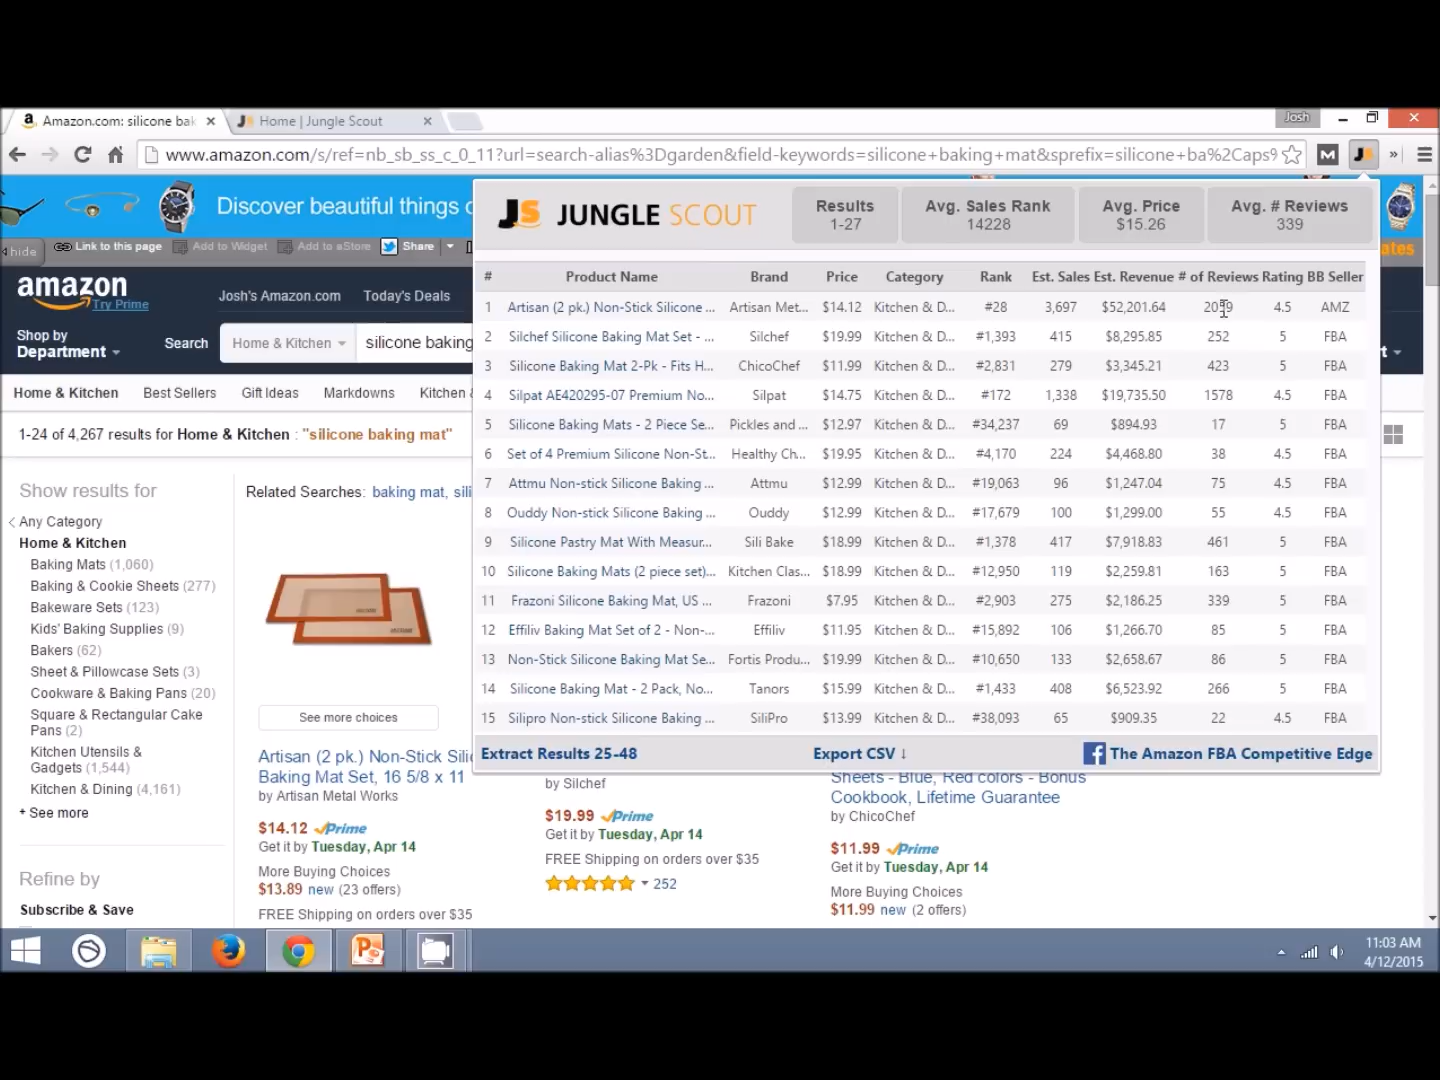 Amazon.com: silicone bak
Home | Jungle Scout
Josh
www.amazon.com/s/ref=nb_sb_ss_c_0_11?url=search-alias%3Dgarden&field-keywords=silicone+baking+mat&sprefix=silicone+ba%2Caps%
Discover beautiful things
hide Link to this page Add to Widget Add to aStore Share
amazon
Try Prime
Josh's Amazon.com Today's Deals
Shop by
Department
Search Home & Kitchen silicone baking
Home & Kitchen Best Sellers Gift Ideas Markdowns Kitchen
1-24 of 4,267 results for Home & Kitchen : "silicone baking mat"
Show results for
Any Category
Home & Kitchen
Baking Mats (1,060)
Baking & Cookie Sheets (277)
Bakeware Sets (123)
Kids' Baking Supplies (9)
Bakers (62)
Sheet & Pillowcase Sets (3)
Cookware & Baking Pans (20)
Square & Rectangular Cake
Pans (2)
Kitchen Utensils &
Gadgets (1,544)
Kitchen & Dining (4,161)
+ See more
Refine by
Subscribe & Save
Related Searches: baking mat, sili
See more choices
Artisan (2 pk.) Non-Stick Sili
Baking Mat Set, 16 5/8 x 11
by Artisan Metal Works
$14.12 Prime
Get it by Tuesday, Apr 14
More Buying Choices
$13.89 new (23 offers)
FREE Shipping on orders over $35
by Silchef
$19.99 Prime
Get it by Tuesday, Apr 14
FREE Shipping on orders over $35
252
Sheets - Blue, Red colors - Bonus
Cookbook, Lifetime Guarantee
by ChicoChef
$11.99 Prime
Get it by Tuesday, Apr 14
More Buying Choices
$11.99 new (2 offers)
JS JUNGLE SCOUT
Results
1-27
Avg. Sales Rank
14228
Avg. Price
$15.26
Avg. # Reviews
339
# Product Name Brand Price Category Rank Est. Sales Est. Revenue # of Reviews Rating BB Seller
1 Artisan (2 pk.) Non-Stick Silicone ... Artisan Met... $14.12 Kitchen & D... #28 3,697 $52,201.64 4.5 AMZ
2 Silchef Silicone Baking Mat Set - ... Silchef $19.99 Kitchen & D... #1,393 415 $8,295.85 252 5 FBA
3 Silicone Baking Mat 2-Pk - Fits H... ChicoChef $11.99 Kitchen & D... #2,831 279 $3,345.21 423 5 FBA
4 Silpat AE420295-07 Premium No... Silpat $14.75 Kitchen & D... #172 1,338 $19,735.50 1578 4.5 FBA
5 Silicone Baking Mats - 2 Piece Se... Pickles and ... $12.97 Kitchen & D... #34,237 69 $894.93 17 5 FBA
6 Set of 4 Premium Silicone Non-St... Healthy Ch... $19.95 Kitchen & D... #4,170 224 $4,468.80 38 4.5 FBA
7 Attmu Non-stick Silicone Baking ... Attmu $12.99 Kitchen & D... #19,063 96 $1,247.04 75 4.5 FBA
8 Ouddy Non-stick Silicone Baking ... Ouddy $12.99 Kitchen & D... #17,679 100 $1,299.00 55 4.5 FBA
9 Silicone Pastry Mat With Measur... Sili Bake $18.99 Kitchen & D... #1,378 417 $7,918.83 461 5 FBA
10 Silicone Baking Mats (2 piece set)... Kitchen Clas... $18.99 Kitchen & D... #12,950 119 $2,259.81 163 5 FBA
11 Frazoni Silicone Baking Mat, US ... Frazoni $7.95 Kitchen & D... #2,903 275 $2,186.25 339 5 FBA
12 Effiliv Baking Mat Set of 2 - Non-... Effiliv $11.95 Kitchen & D... #15,892 106 $1,266.70 85 5 FBA
13 Non-Stick Silicone Baking Mat Se... Fortis Produ... $19.99 Kitchen & D... #10,650 133 $2,658.67 86 5 FBA
14 Silicone Baking Mat - 2 Pack, No... Tanors $15.99 Kitchen & D... #1,433 408 $6,523.92 266 5 FBA
15 Silipro Non-stick Silicone Baking ... SiliPro $13.99 Kitchen & D... #38,093 65 $909.35 22 4.5 FBA
Extract Results 25-48 Export CSV ↓ The Amazon FBA Competitive Edge
11:03 AM
4/12/2015